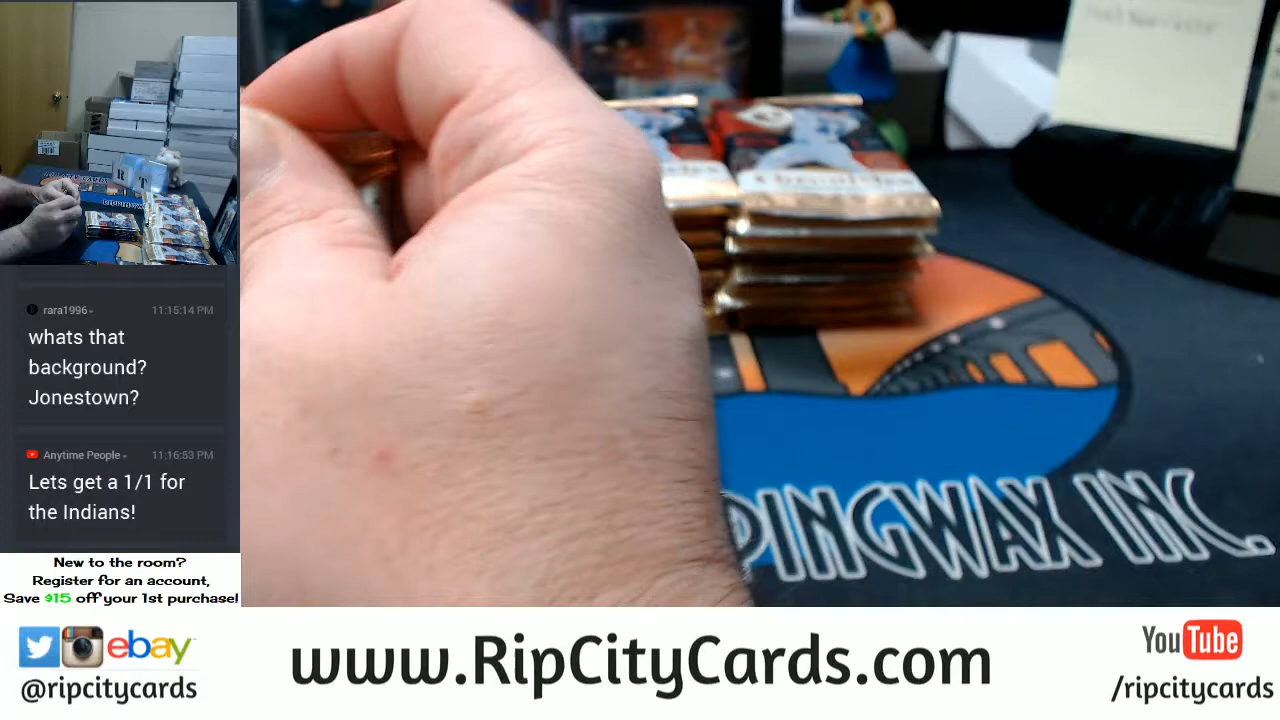 rara1996
11:15:14 PM
whats that
background?
Jonestown?
Anytime People
11:16:53 PM
Lets get a 1/1 for
the Indians!
New to the room?
Register for an account,
Save $15 off your 1st purchase!
Chronicles
PINGWAX INC.
ebay
@ripcitycards
www.RipCityCards.com
YouTube
/ripcitycards